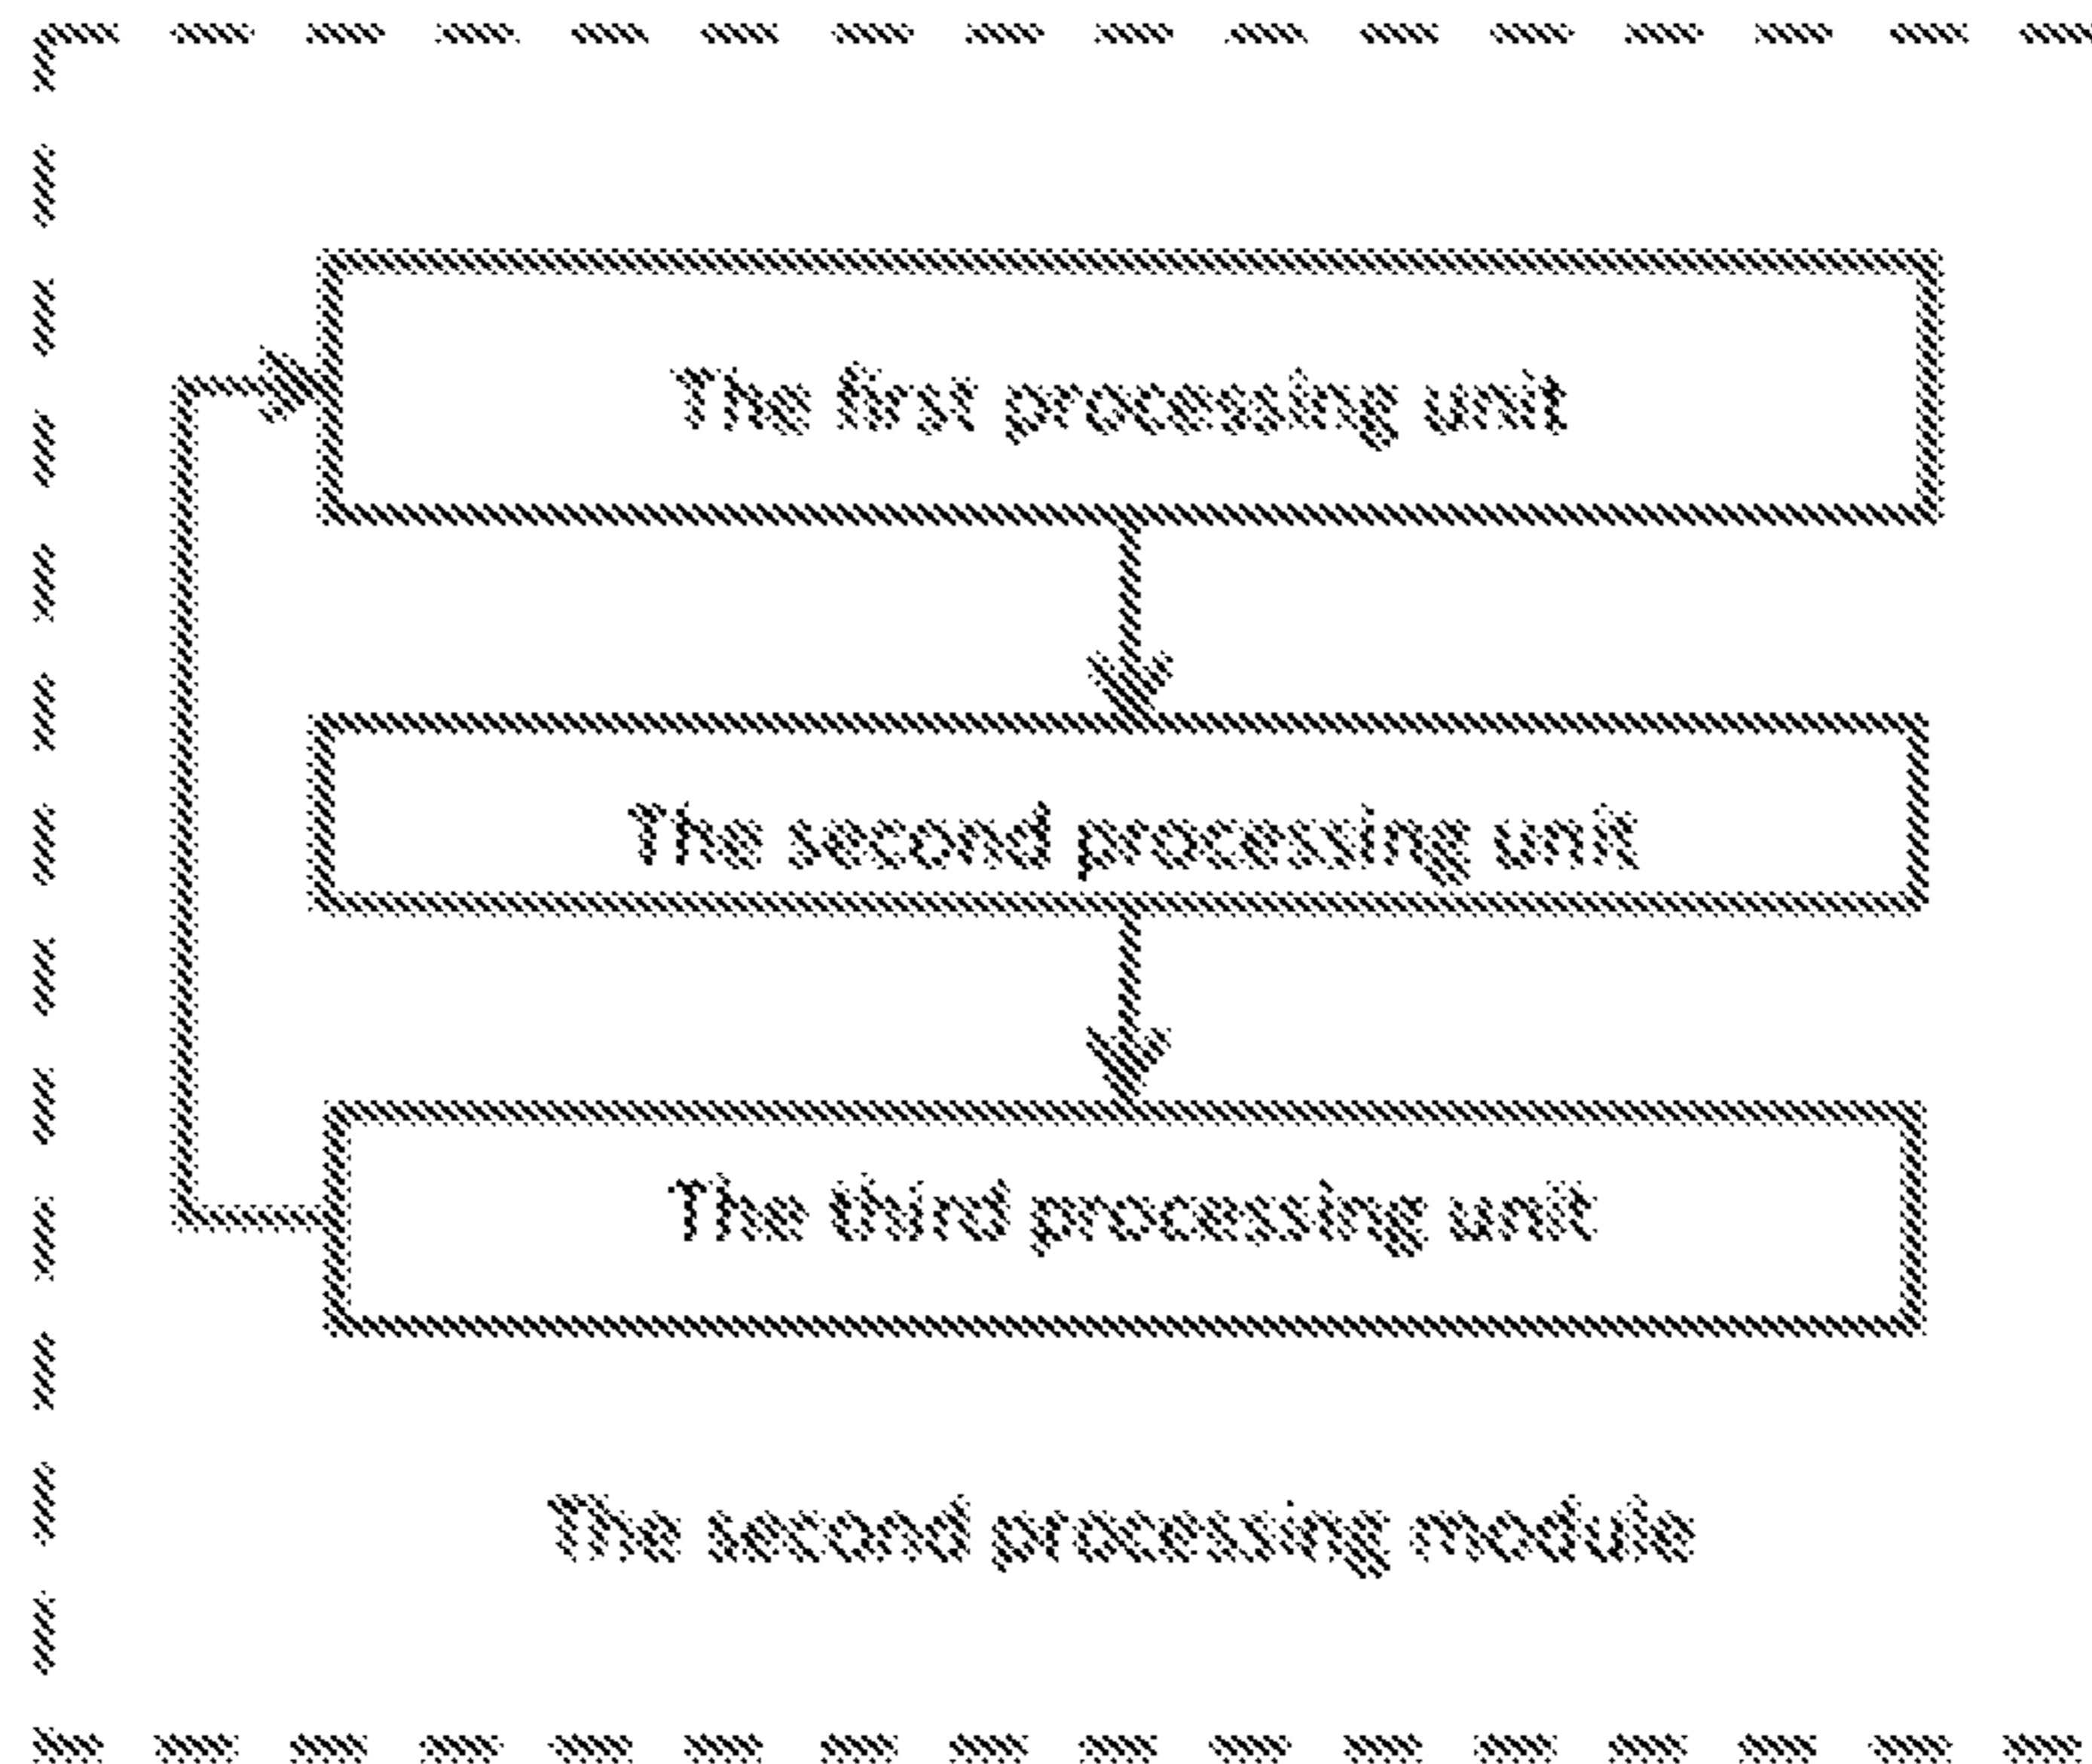 The first processing unit
The second processing unit
The third processing unit
The second processing module